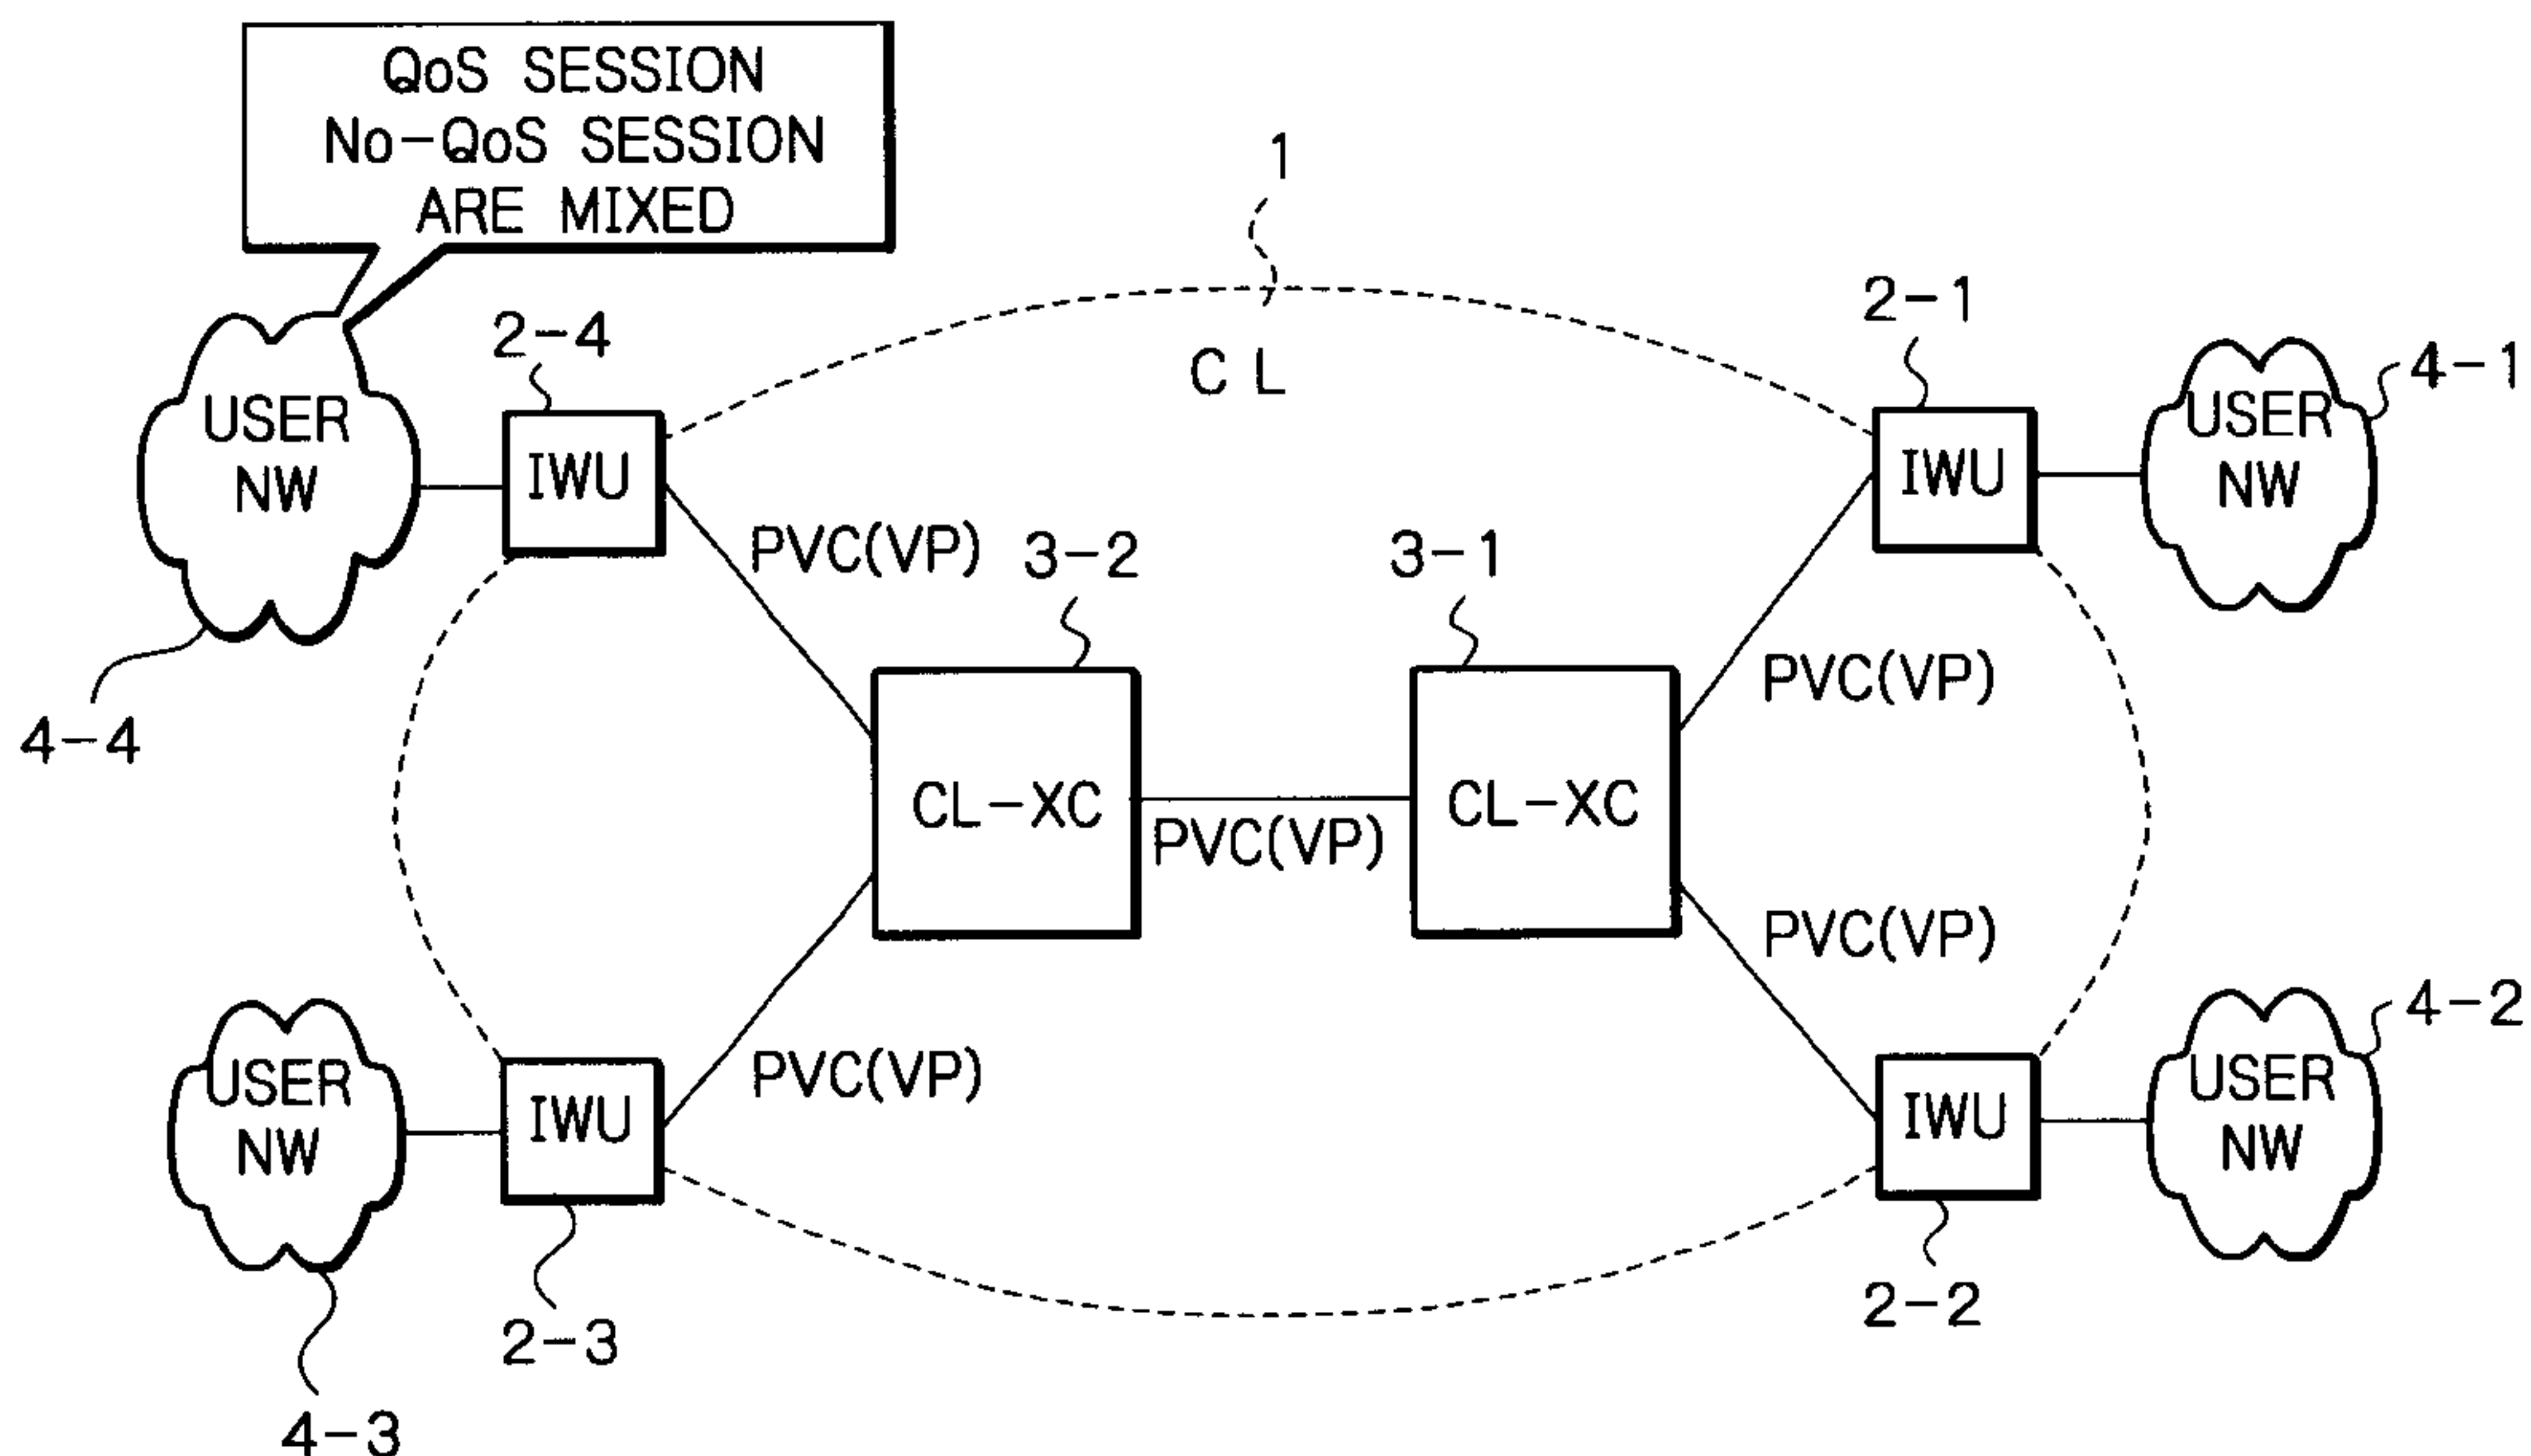 QoS SESSION
No-QoS SESSION
ARE MIXED
1
2-4
2-1
4-1
CL
USER
NW
IWU
IWU
USER
NW
PVC(VP)
3-2
3-1
PVC(VP)
4-4
CL-XC
PVC(VP)
CL-XC
PVC(VP)
4-2
USER
NW
IWU
PVC(VP)
IWU
USER
NW
2-3
2-2
4-3